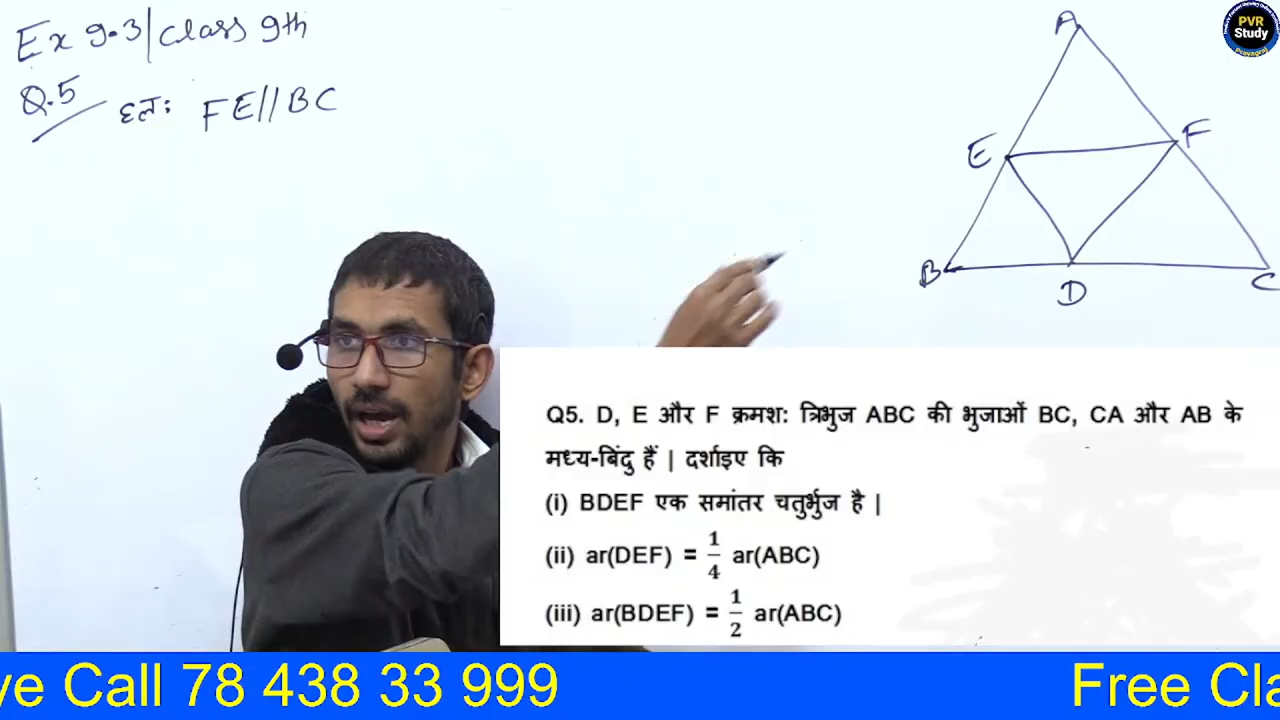 Ex 9.3/Class 9th
Q.5 हलः FE//BC
A
E
F
B
D
C
PVR
Study
Prayagraj
Q5. D, E और F क्रमश: त्रिभुज ABC की भुजाओं BC, CA और AB के
मध्य-बिंदु हैं | दर्शाइए कि
(i) BDEF एक समांतर चतुर्भुज है |
(ii) ar(DEF) = 1/4 ar(ABC)
(iii) ar(BDEF) = 1/2 ar(ABC)
ve Call 78 438 33 999 Free Cla